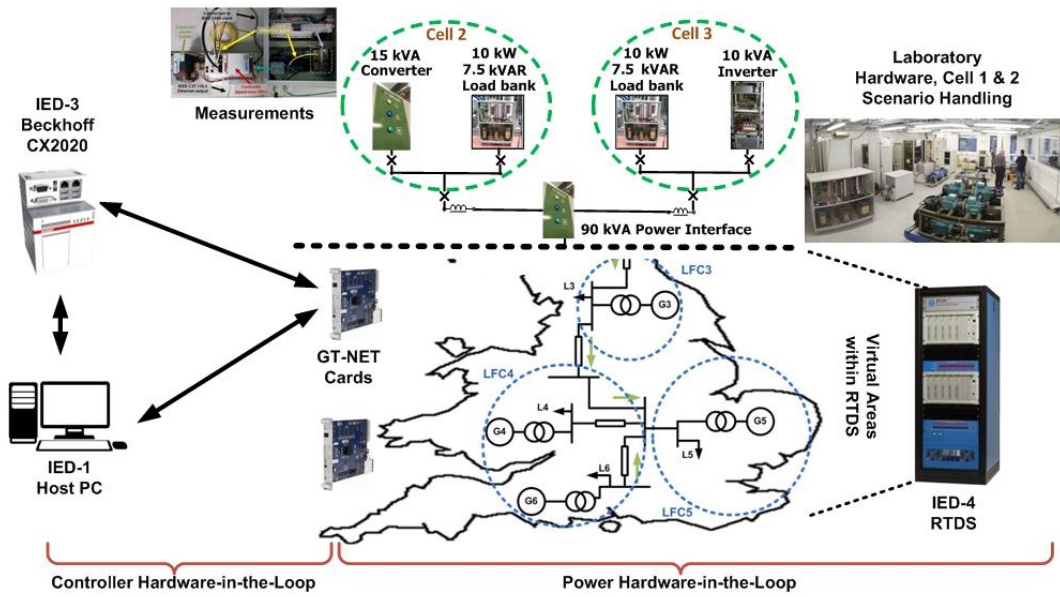 Cell 2
15 kVA
Converter
10 kW
7.5 kVAR
Load bank
Cell 3
10 kW
7.5 kVAR
Load bank
10 kVA
Inverter
Laboratory
Hardware, Cell 1 & 2
Scenario Handling
Measurements
IED-3
Beckhoff
CX2020
90 kVA Power Interface
LFC3
L3
G3
GT-NET
Cards
LFC4
L4
G4
G5
L5
L6
G6
LFC5
Virtual Areas
within RTDS
IED-1
Host PC
IED-4
RTDS
Controller Hardware-in-the-Loop
Power Hardware-in-the-Loop